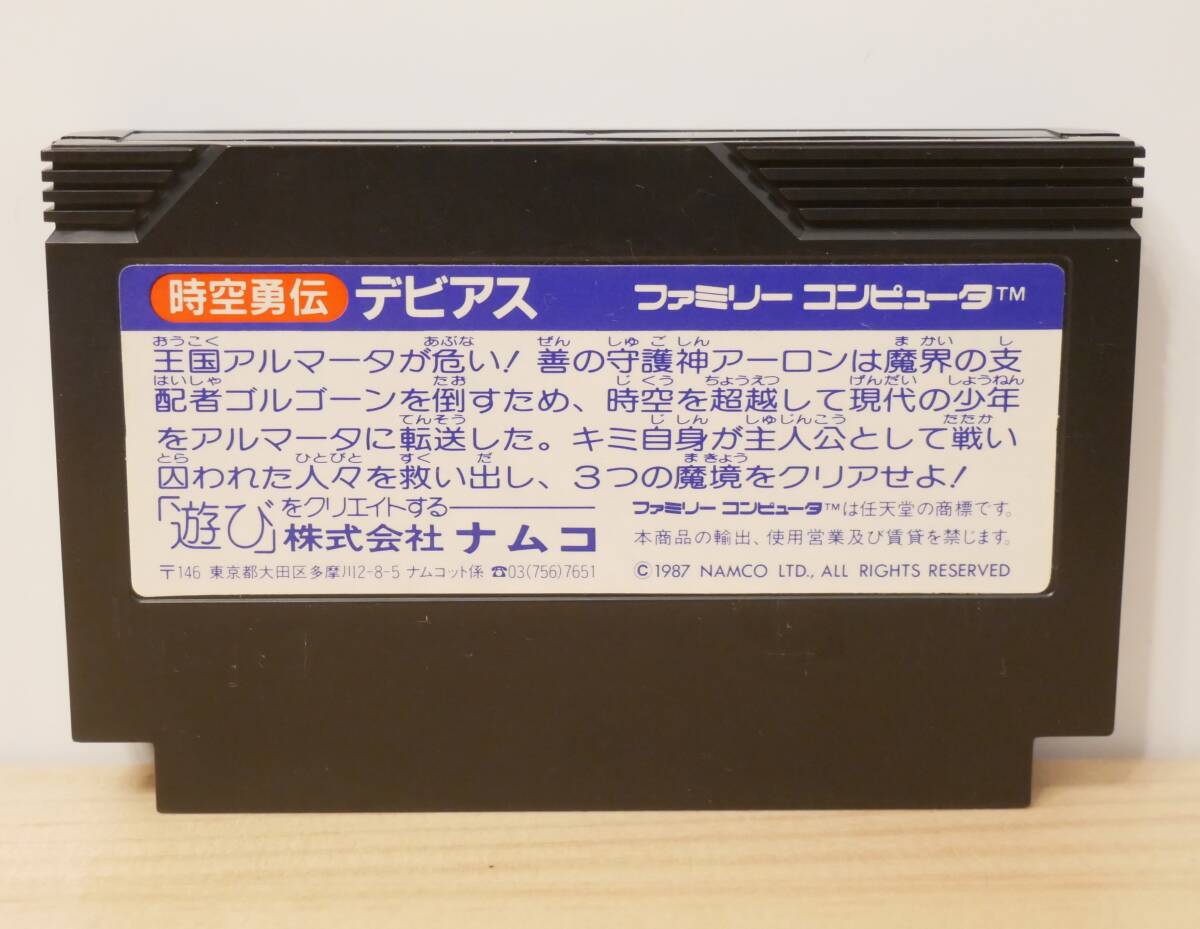 時空勇伝 デビアス ファミリー コンピュータ™
おうこく あぶな ぜん しゅ ご しん ま かい し
王国アルマータが危い! 善の守護神アーロンは魔界の支
はいしゃ たお じ くう ちょうえつ げんだい しょうねん
配者ゴルゴーンを倒すため、時空を超越して現代の少年
てんそう じ しん しゅじんこう たたか
をアルマータに転送した。キミ自身が主人公として戦い
とら ひとびと すく だ まきょう
囚われた人々を救い出し、3つの魔境をクリアせよ!
「遊び」をクリエイトする
株式会社 ナムコ
〒146 東京都大田区多摩川2-8-5 ナムコット係 ☎03(756)7651
ファミリー コンピュータ™は任天堂の商標です。
本商品の輸出、使用営業及び賃貸を禁じます。
©1987 NAMCO LTD., ALL RIGHTS RESERVED